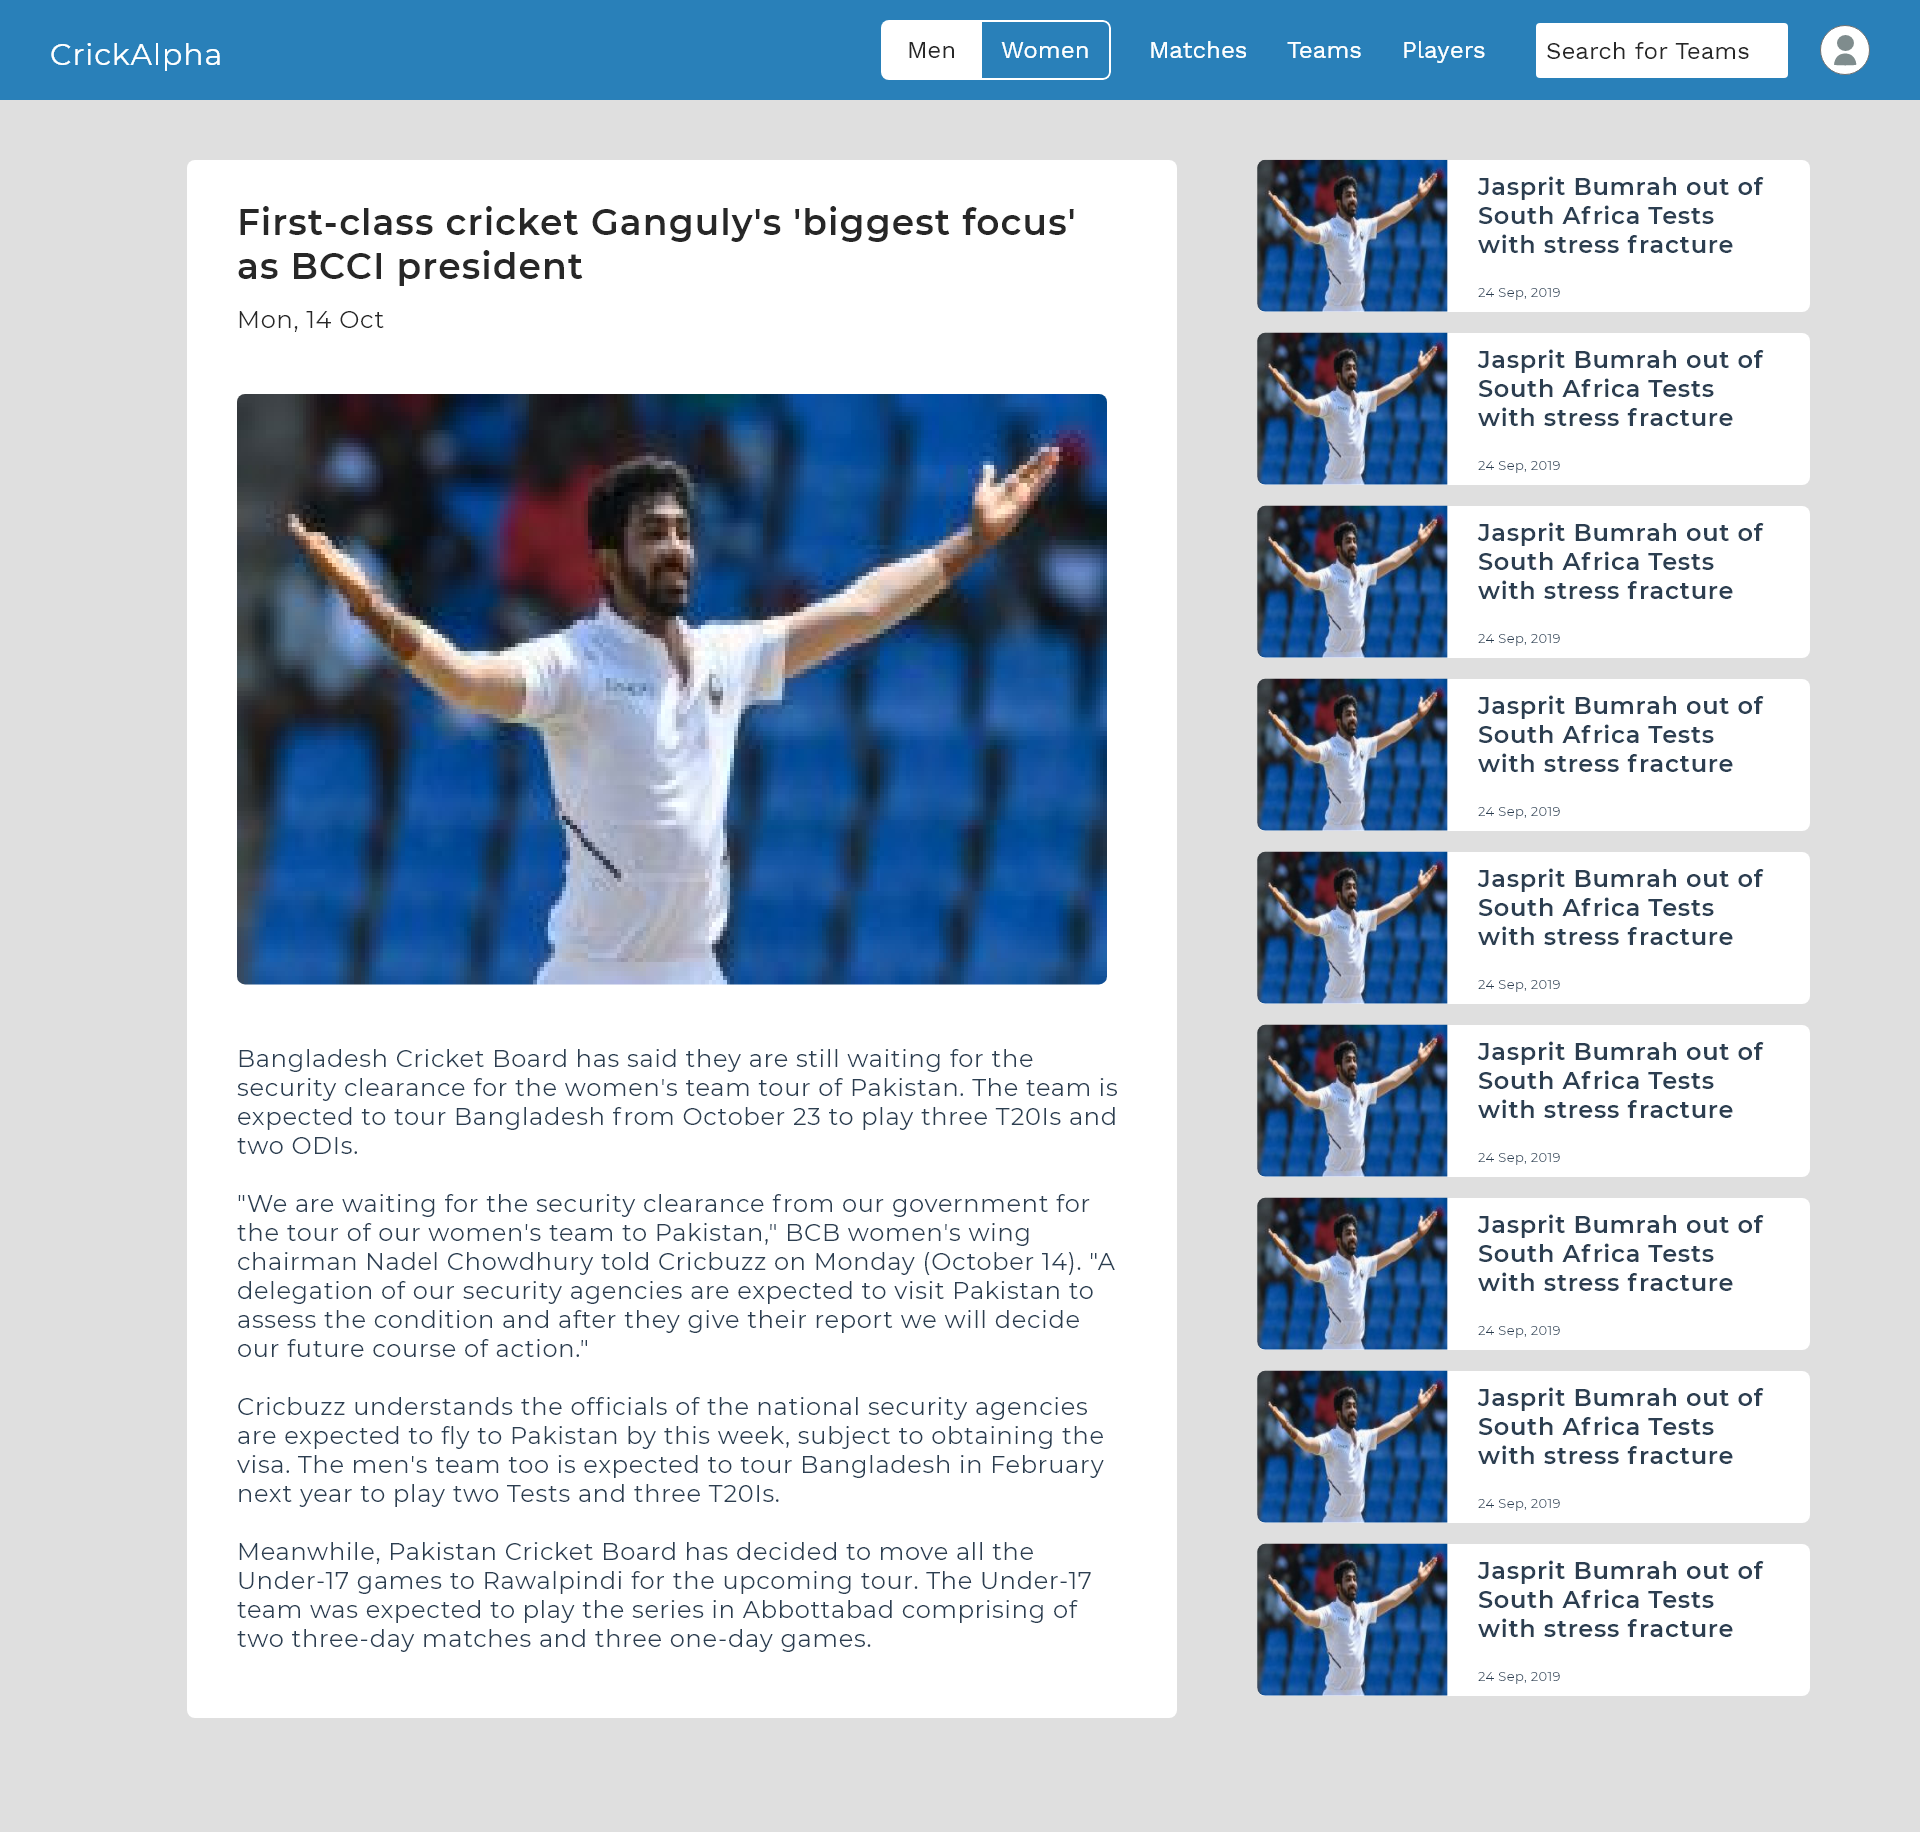 CrickAlpha
Men
Women
Matches
Teams
Players
Search for Teams
First-class cricket Ganguly's 'biggest focus'
as BCCI president
Mon, 14 Oct
Bangladesh Cricket Board has said they are still waiting for the
security clearance for the women's team tour of Pakistan. The team is
expected to tour Bangladesh from October 23 to play three T20Is and
two ODIs.
"We are waiting for the security clearance from our government for
the tour of our women's team to Pakistan," BCB women's wing
chairman Nadel Chowdhury told Cricbuzz on Monday (October 14). "A
delegation of our security agencies are expected to visit Pakistan to
assess the condition and after they give their report we will decide
our future course of action."
Cricbuzz understands the officials of the national security agencies
are expected to fly to Pakistan by this week, subject to obtaining the
visa. The men's team too is expected to tour Bangladesh in February
next year to play two Tests and three T20Is.
Meanwhile, Pakistan Cricket Board has decided to move all the
Under-17 games to Rawalpindi for the upcoming tour. The Under-17
team was expected to play the series in Abbottabad comprising of
two three-day matches and three one-day games.
Jasprit Bumrah out of
South Africa Tests
with stress fracture
24 Sep, 2019
Jasprit Bumrah out of
South Africa Tests
with stress fracture
24 Sep, 2019
Jasprit Bumrah out of
South Africa Tests
with stress fracture
24 Sep, 2019
Jasprit Bumrah out of
South Africa Tests
with stress fracture
24 Sep, 2019
Jasprit Bumrah out of
South Africa Tests
with stress fracture
24 Sep, 2019
Jasprit Bumrah out of
South Africa Tests
with stress fracture
24 Sep, 2019
Jasprit Bumrah out of
South Africa Tests
with stress fracture
24 Sep, 2019
Jasprit Bumrah out of
South Africa Tests
with stress fracture
24 Sep, 2019
Jasprit Bumrah out of
South Africa Tests
with stress fracture
24 Sep, 2019